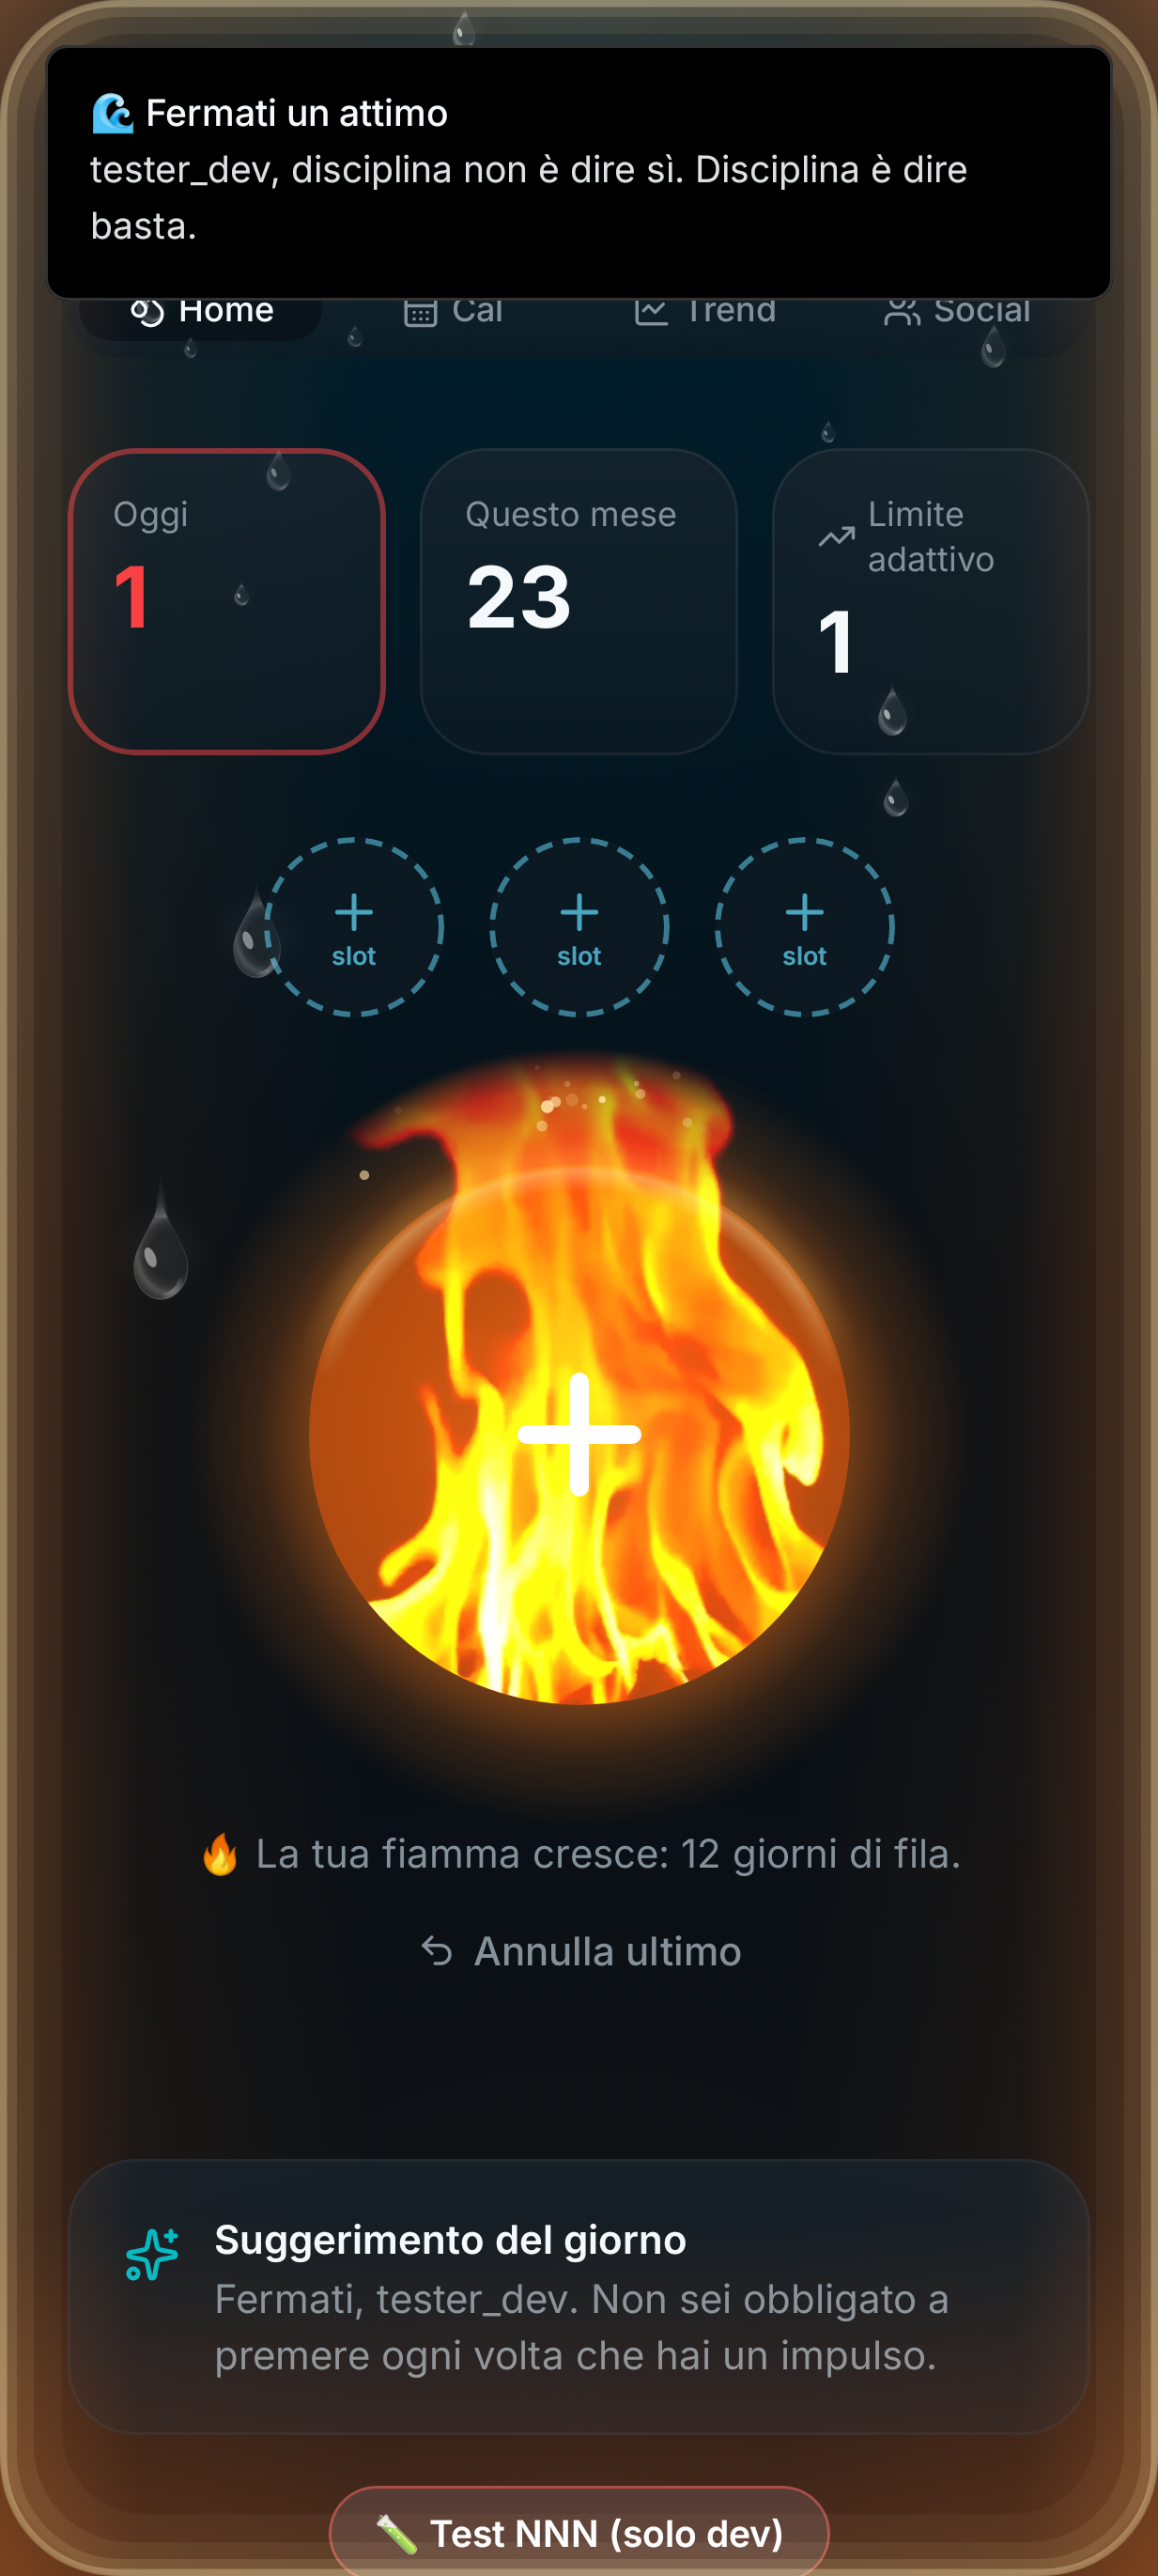 🌊 Fermati un attimo
tester_dev, disciplina non è dire sì. Disciplina è dire
basta.
Home
Cal
Trend
Social
Oggi
1
Questo mese
23
Limite
adattivo
1
slot
slot
slot
🔥 La tua fiamma cresce: 12 giorni di fila.
Annulla ultimo
Suggerimento del giorno
Fermati, tester_dev. Non sei obbligato a
premere ogni volta che hai un impulso.
🧪 Test NNN (solo dev)